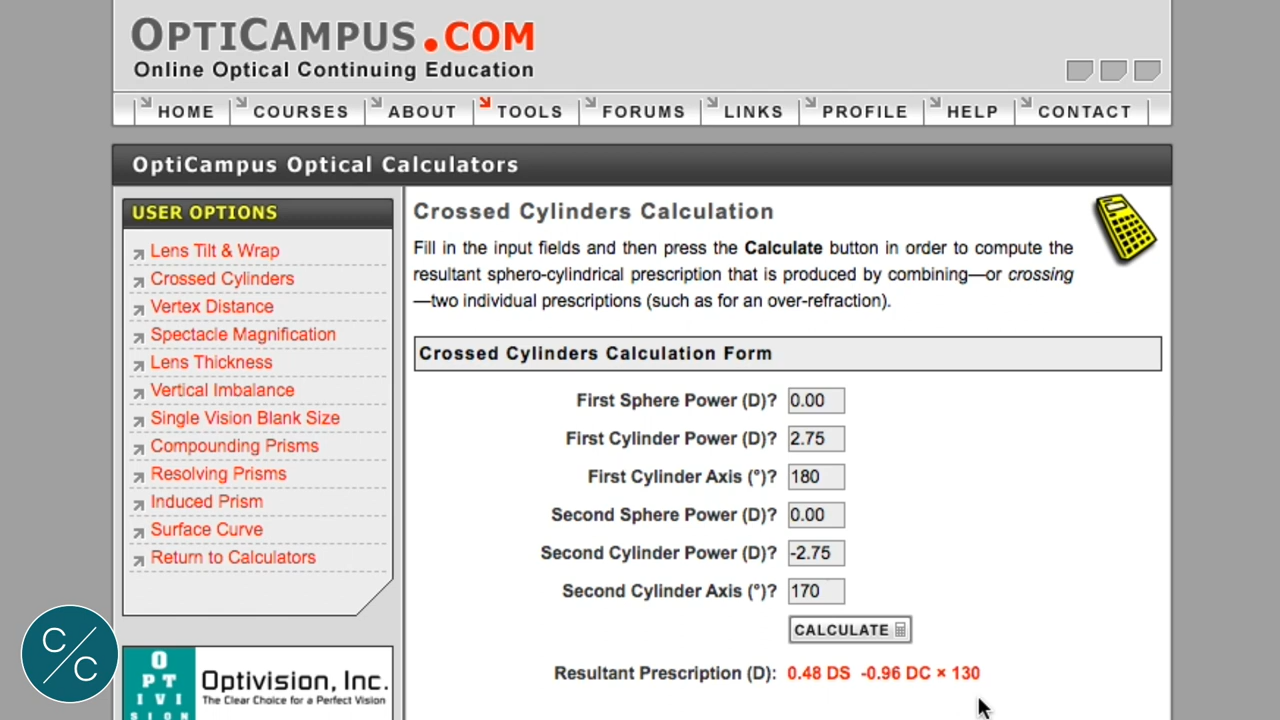 OPTICAMPUS.COM
Online Optical Continuing Education
HOME COURSES ABOUT TOOLS FORUMS LINKS PROFILE HELP CONTACT
OptiCampus Optical Calculators
USER OPTIONS
Lens Tilt & Wrap
Crossed Cylinders
Vertex Distance
Spectacle Magnification
Lens Thickness
Vertical Imbalance
Single Vision Blank Size
Compounding Prisms
Resolving Prisms
Induced Prism
Surface Curve
Return to Calculators
C/C
OPTIVISION
Optivision, Inc.
The Clear Choice for a Perfect Vision
Crossed Cylinders Calculation
Fill in the input fields and then press the Calculate button in order to compute the
resultant sphero-cylindrical prescription that is produced by combining—or crossing
—two individual prescriptions (such as for an over-refraction).
Crossed Cylinders Calculation Form
First Sphere Power (D)? 0.00
First Cylinder Power (D)? 2.75
First Cylinder Axis (°)? 180
Second Sphere Power (D)? 0.00
Second Cylinder Power (D)? -2.75
Second Cylinder Axis (°)? 170
CALCULATE
Resultant Prescription (D): 0.48 DS -0.96 DC × 130